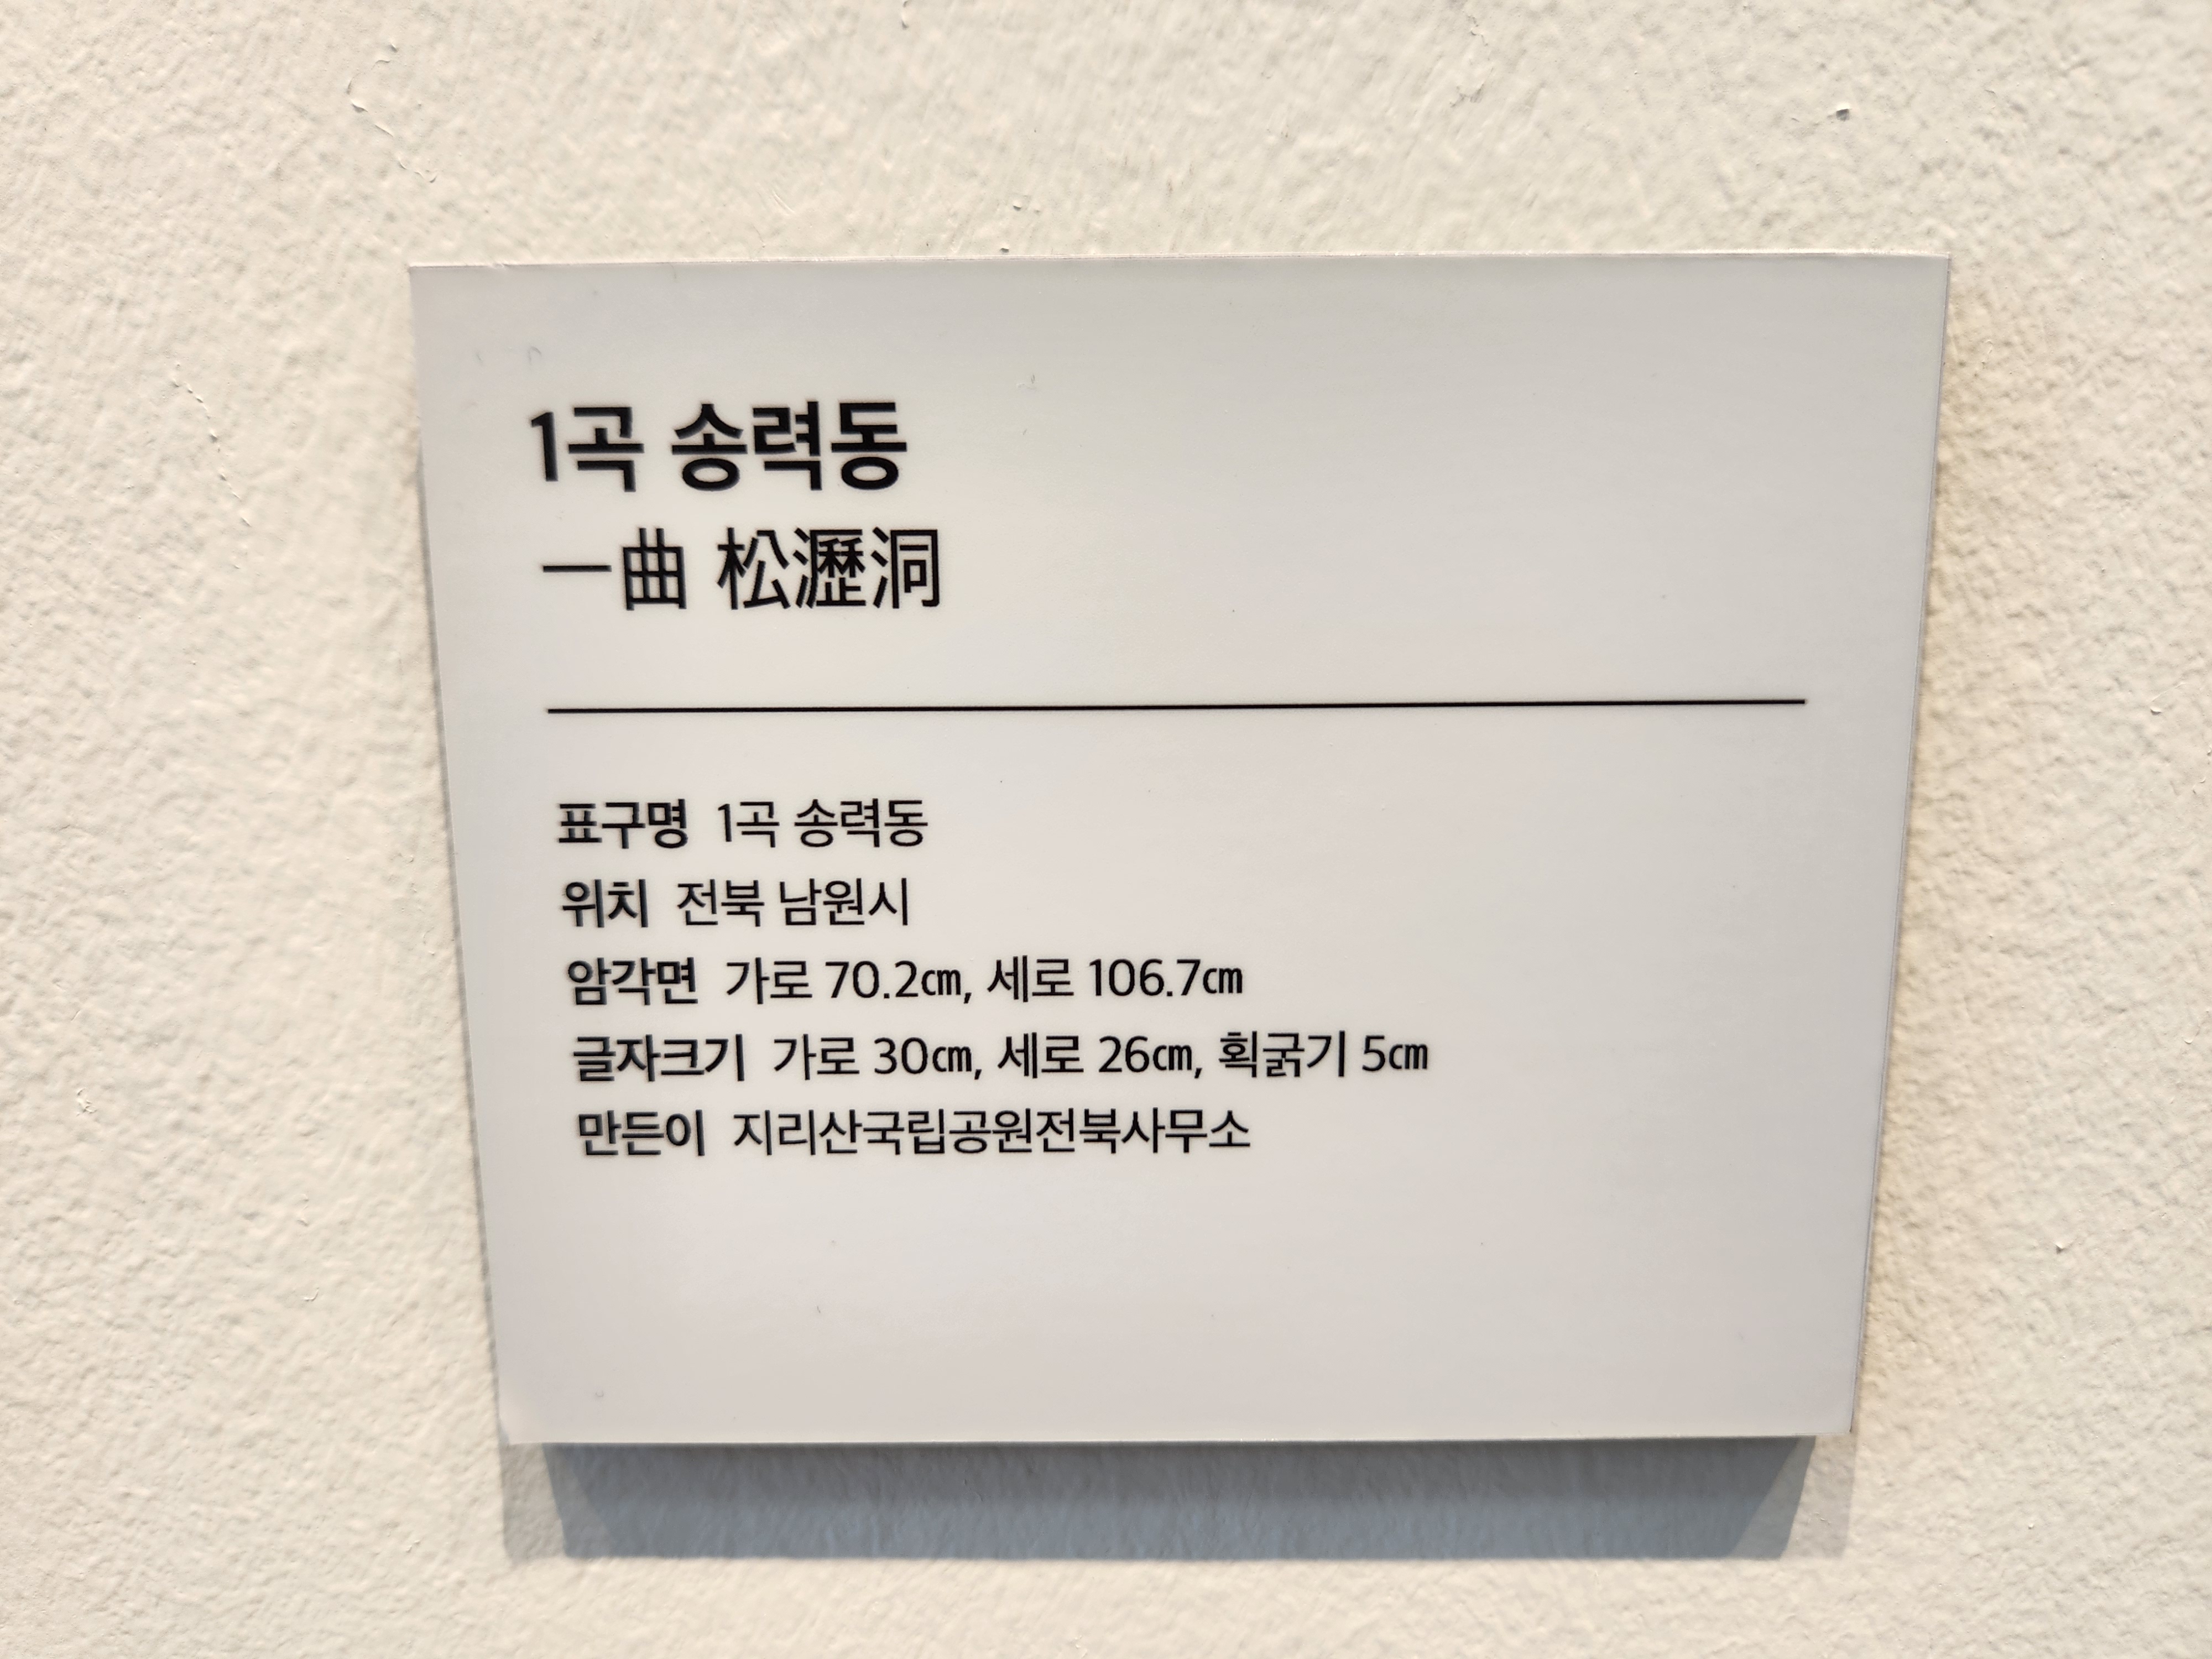 1곡 송력동
一曲 松瀝洞
표구명 1곡 송력동
위치 전북 남원시
암각면 가로 70.2㎝, 세로 106.7㎝
글자크기 가로 30㎝, 세로 26㎝, 획굵기 5㎝
만든이 지리산국립공원전북사무소